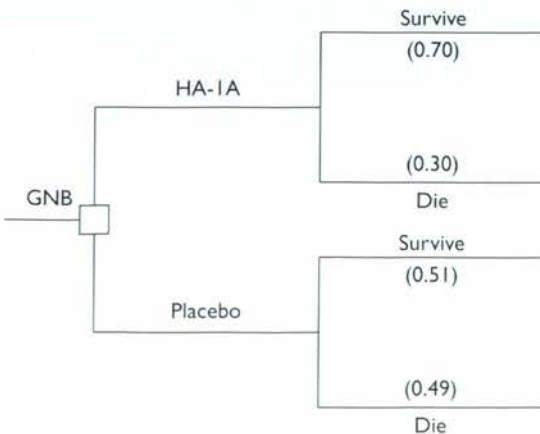 Survive
(0.70)
HA-1A
(0.30)
Die
GNB
Survive
(0.51)
Placebo
(0.49)
Die